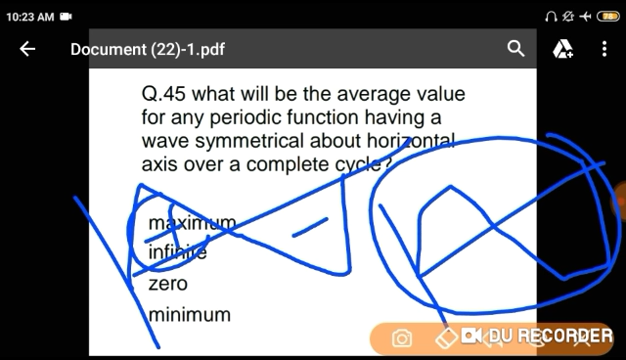 10:23 AM
78
Document (22)-1.pdf
Q.45 what will be the average value
for any periodic function having a
wave symmetrical about horizontal
axis over a complete cycle?
maximum
infinite
zero
minimum
DU RECORDER